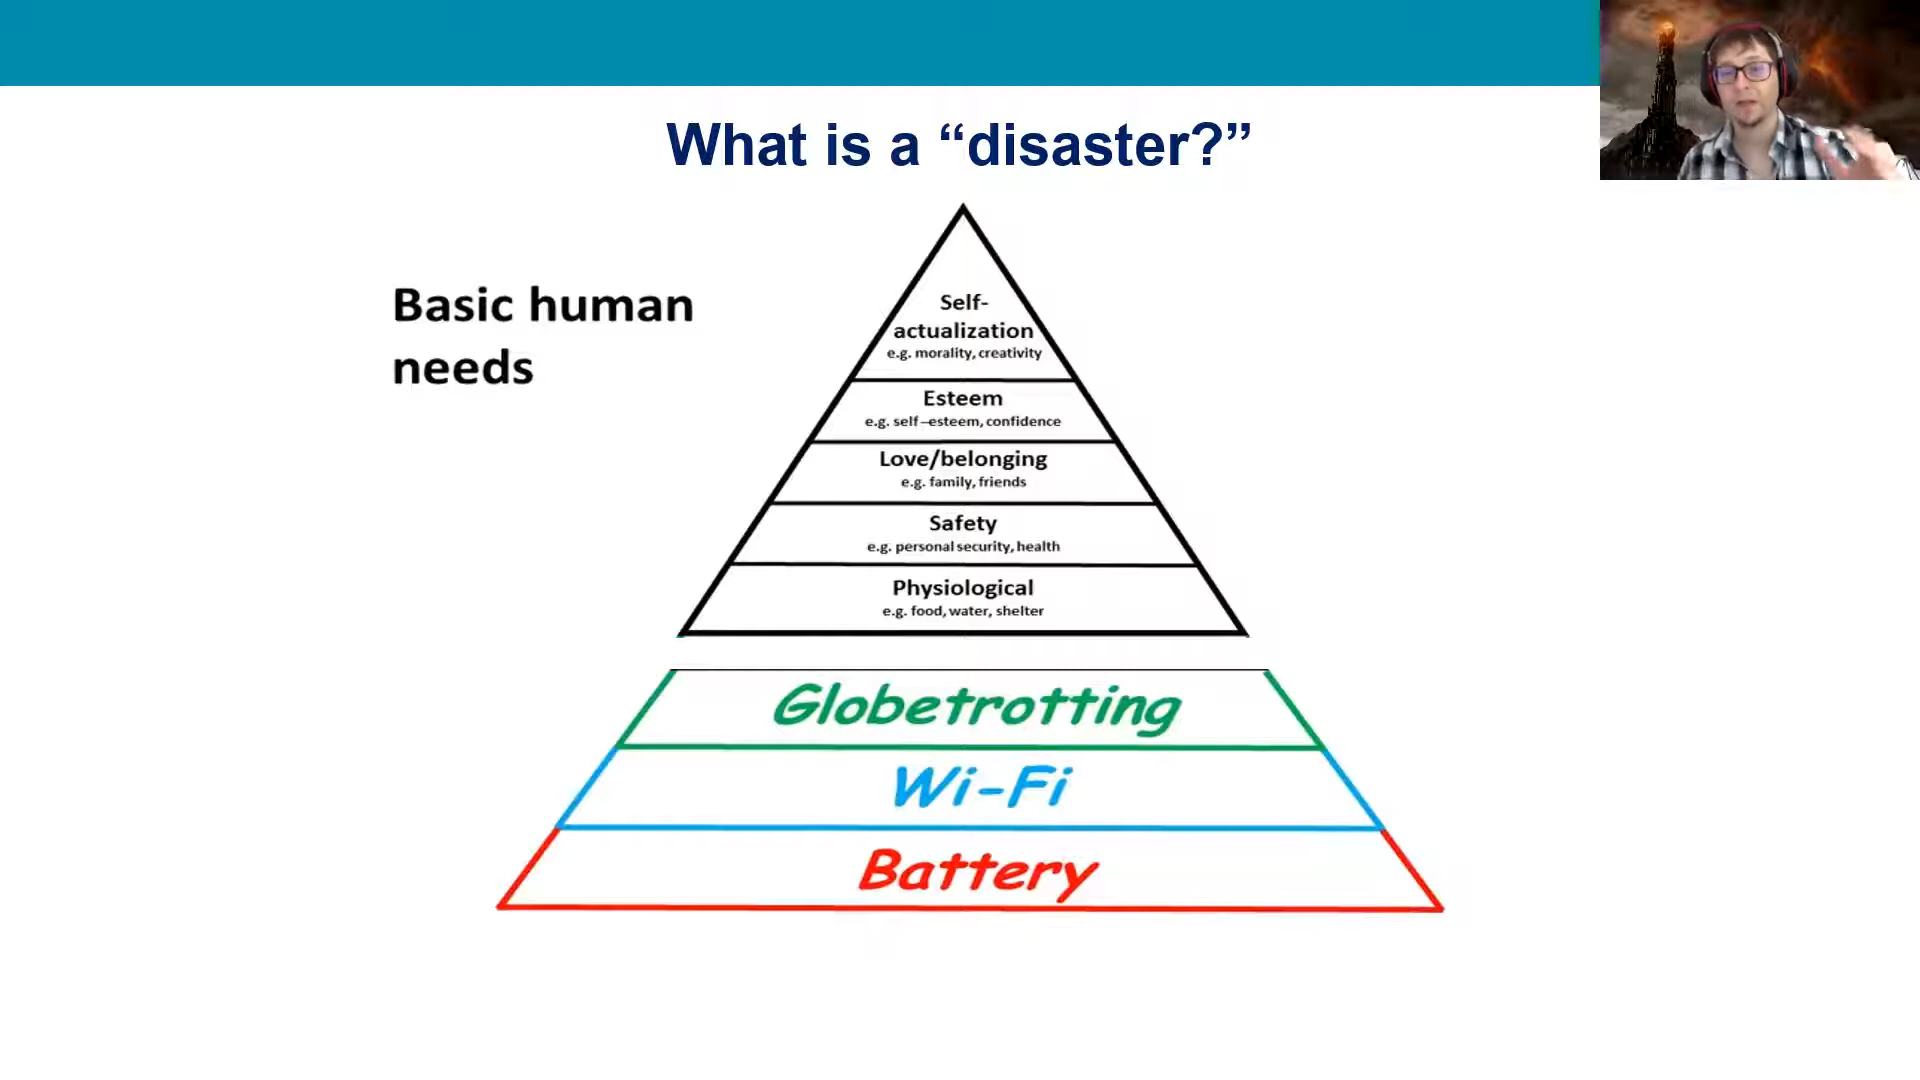 What is a “disaster?”
Basic human
needs
Self-
actualization
e.g. morality, creativity
Esteem
e.g. self–esteem, confidence
Love/belonging
e.g. family, friends
Safety
e.g. personal security, health
Physiological
e.g. food, water, shelter
Globetrotting
Wi-Fi
Battery